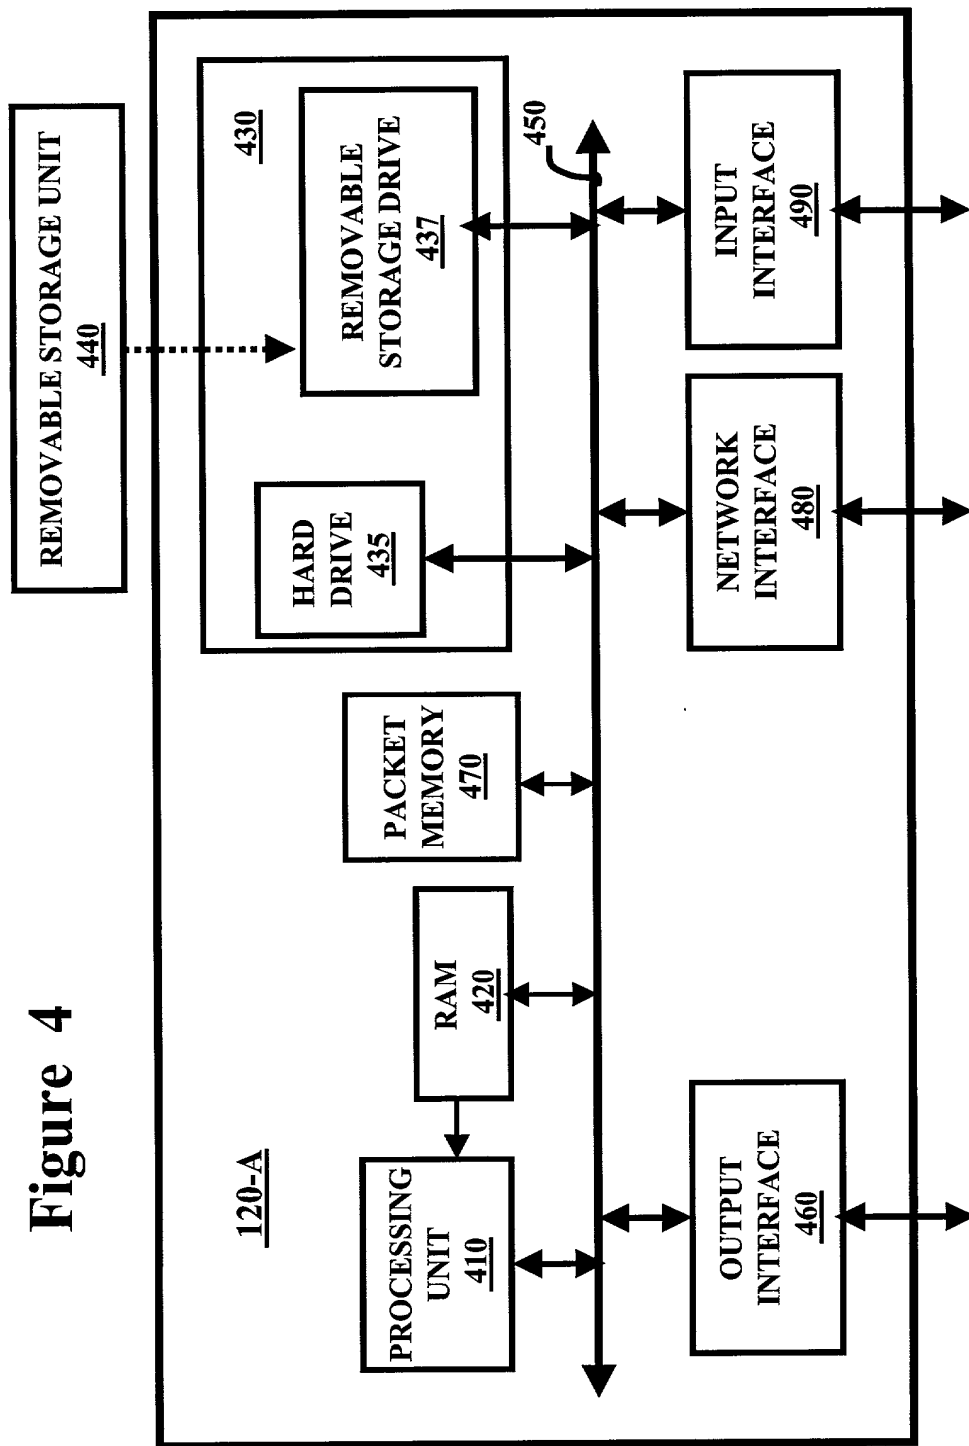 Figure 4
REMOVABLE STORAGE UNIT
440
120-A
430
PROCESSING
UNIT
410
RAM
420
PACKET
MEMORY
470
HARD
DRIVE
435
REMOVABLE
STORAGE DRIVE
437
450
OUTPUT
INTERFACE
460
NETWORK
INTERFACE
480
INPUT
INTERFACE
490